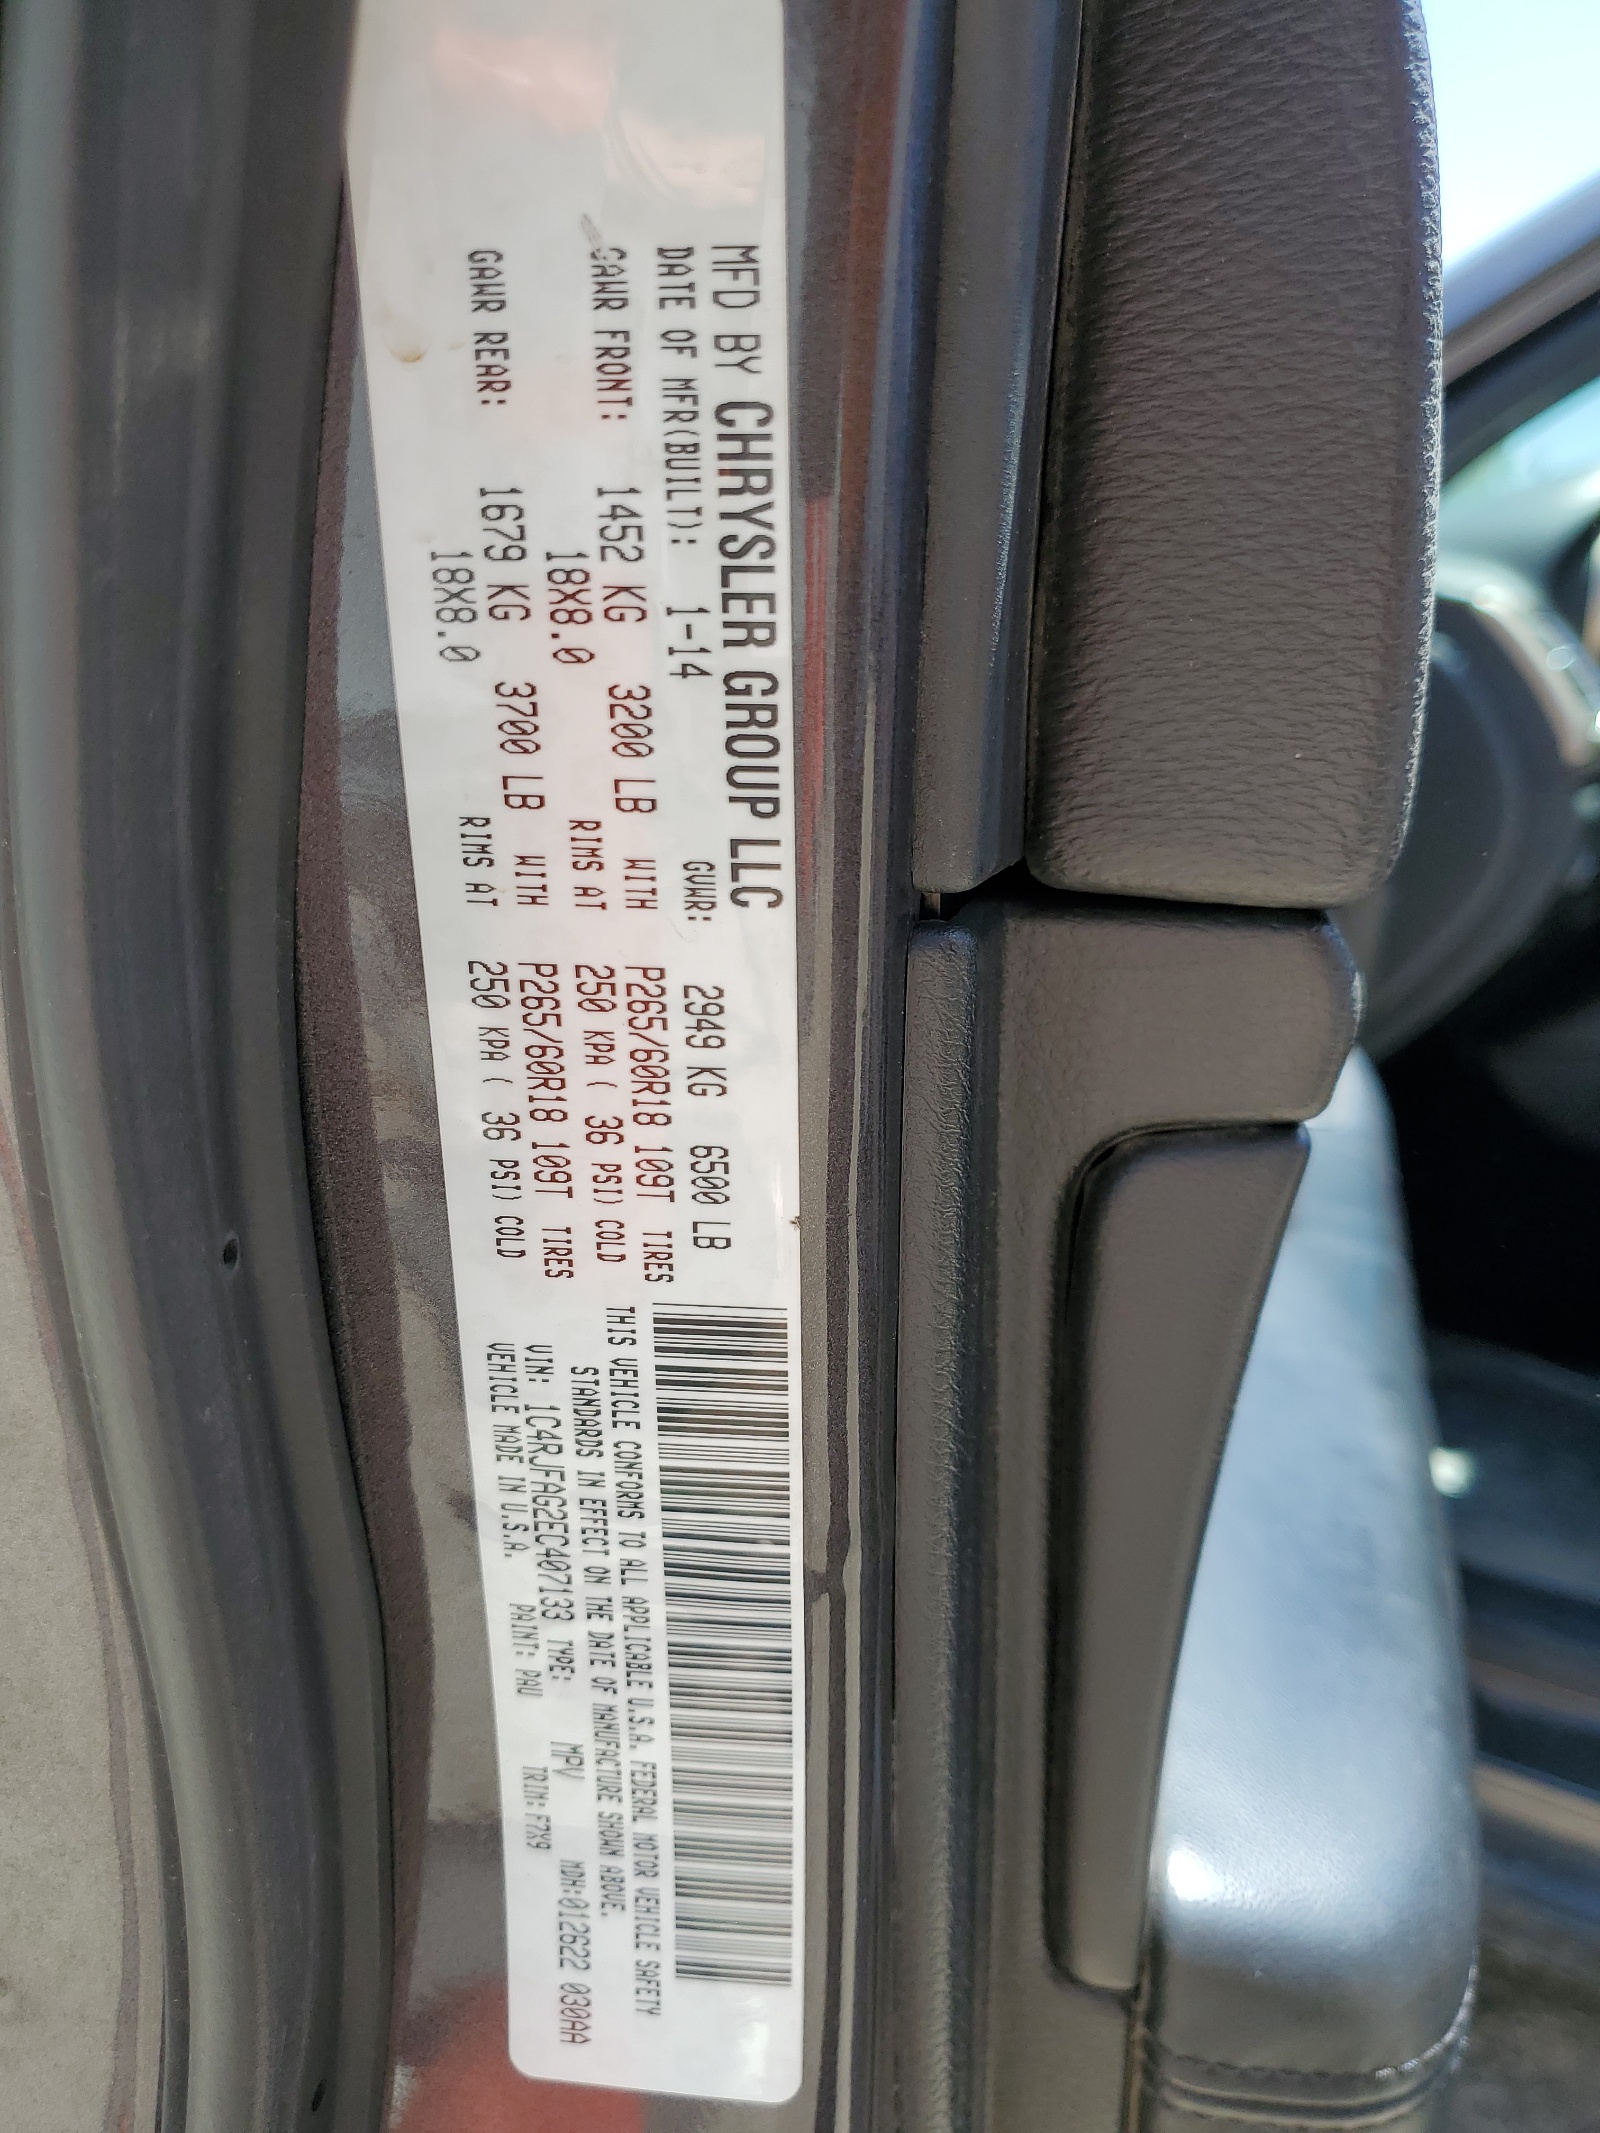 MFD BY CHRYSLER GROUP LLC
DATE OF MFR(BUILT): 1-14 GVWR: 2949 KG 6500 LB
GAWR FRONT: 1452 KG 3200 LB WITH P265/60R18 109T TIRES
18X8.0 RIMS AT 250 KPA ( 36 PSI) COLD
GAWR REAR: 1679 KG 3700 LB WITH P265/60R18 109T TIRES
18X8.0 RIMS AT 250 KPA ( 36 PSI) COLD
THIS VEHICLE CONFORMS TO ALL APPLICABLE U.S.A. FEDERAL MOTOR VEHICLE SAFETY
STANDARDS IN EFFECT ON THE DATE OF MANUFACTURE SHOWN ABOVE.
VIN: 1C4RJFAG2EC407133 TYPE: MPV MDH:012622 030AA
VEHICLE MADE IN U.S.A. PAINT: PAU TRIM: F7X9